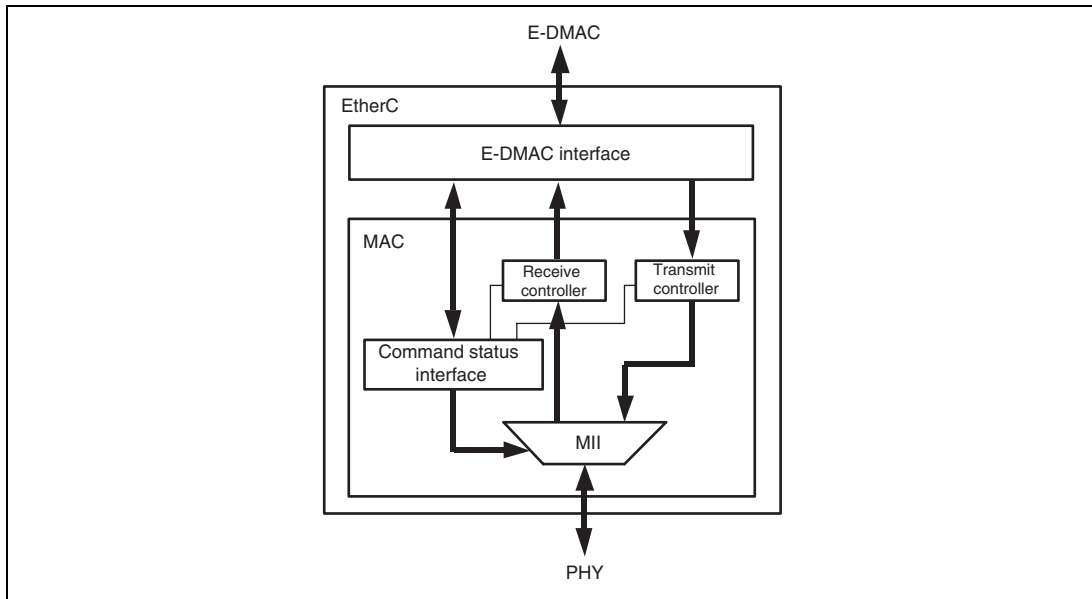 E-DMAC
EtherC
E-DMAC interface
MAC
Receive
controller
Transmit
controller
Command status
interface
MII
PHY